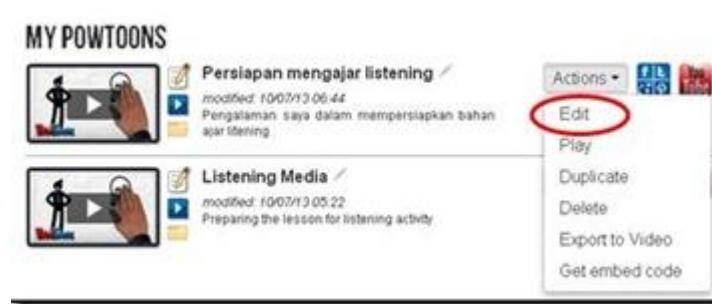 MY POWTOONS
Persiapan mengajar listening
modified: 10/07/13 06:44
Pengalaman saya dalam mempersiapkan bahan
ajar litening
Actions
You
Edit
Play
Duplicate
Delete
Export to Video
Get embed code
Listening Media
modified: 10/07/13 05:22
Preparing the lesson for listening activity